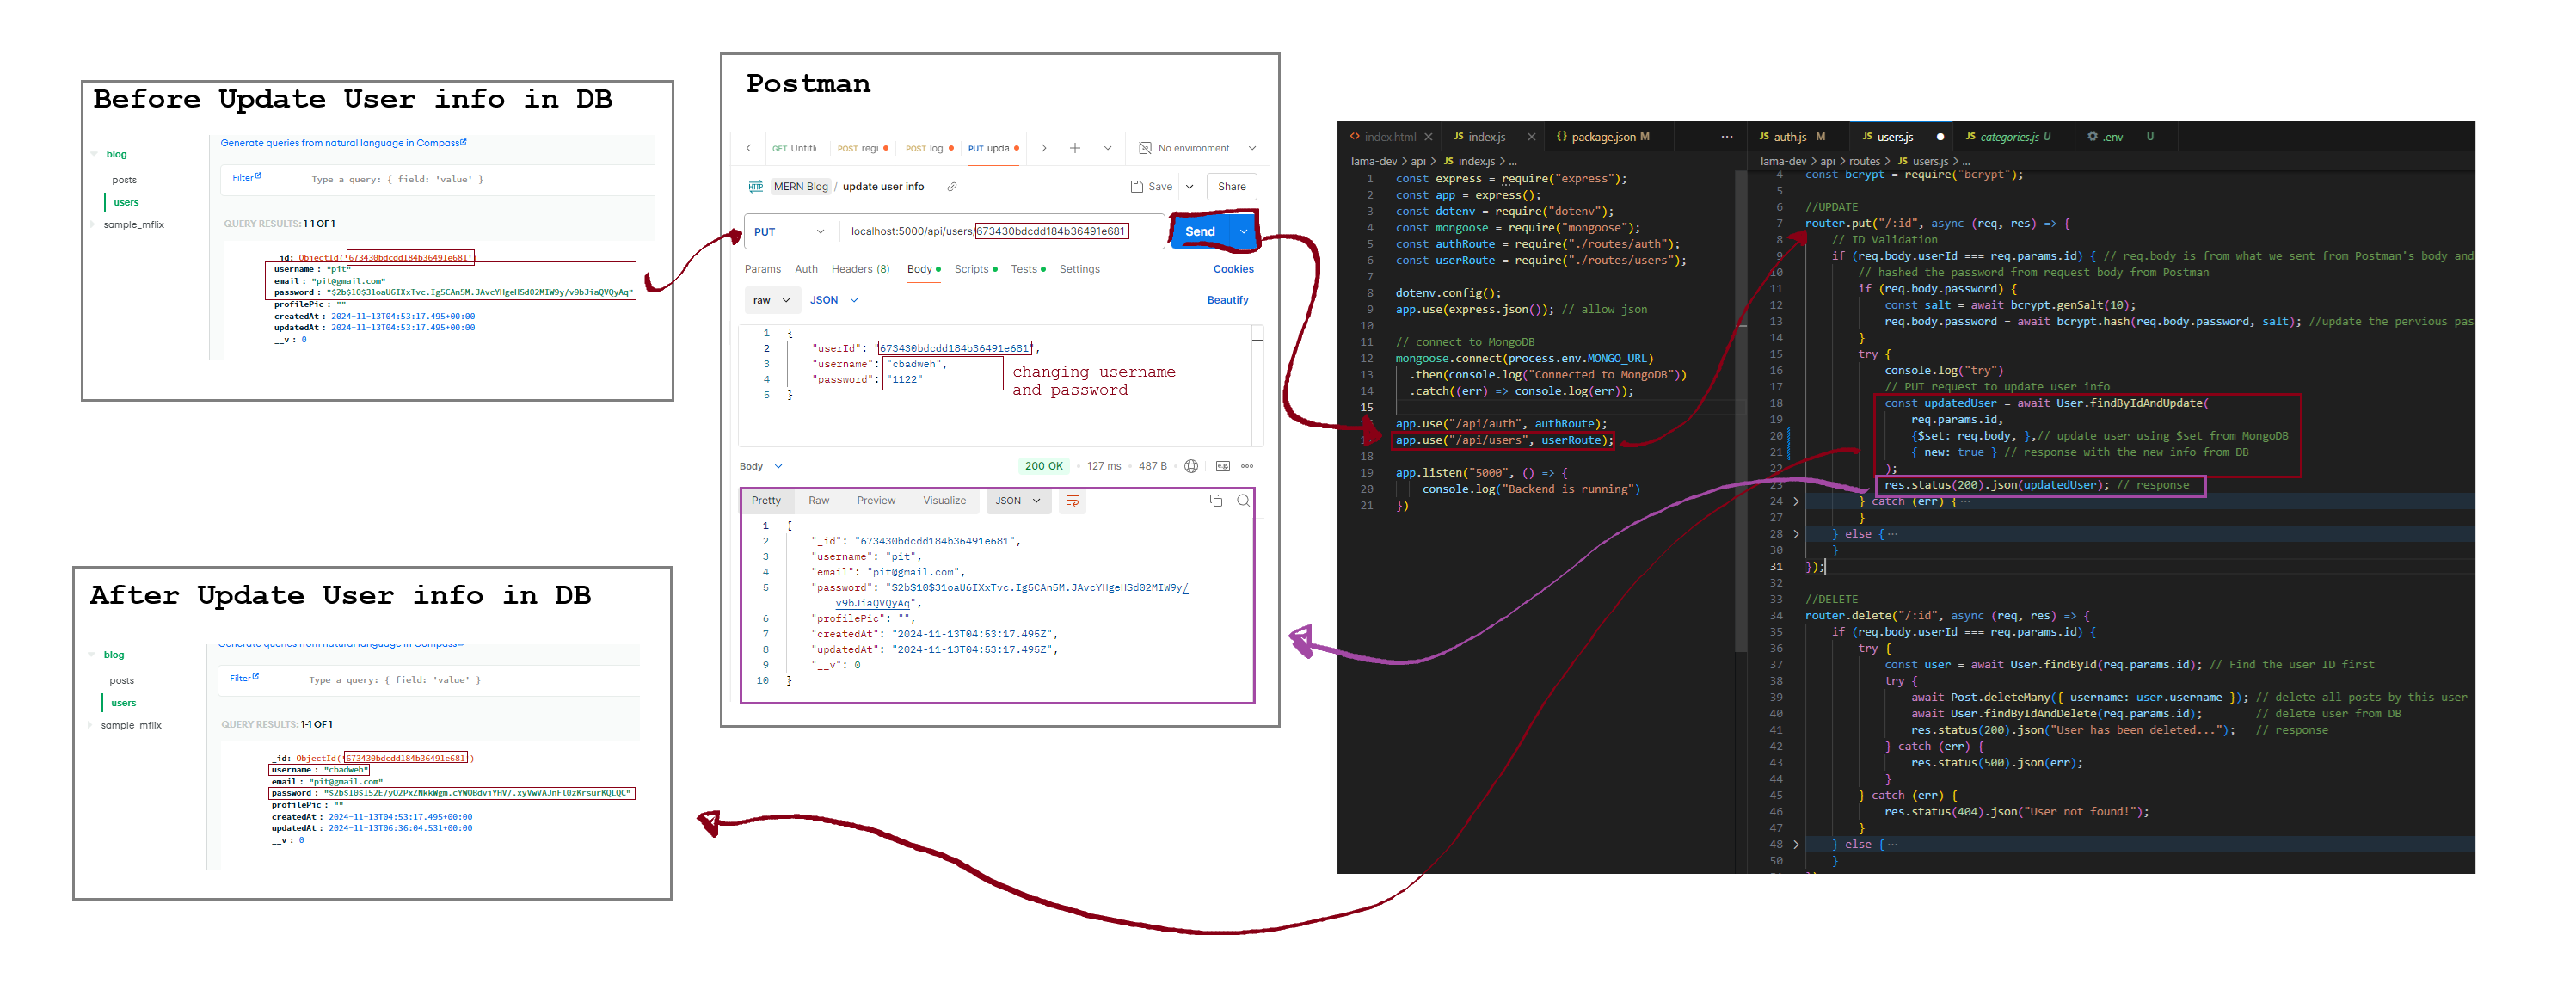 Before Update User info in DB
Generate queries from natural language in Compass
blog
posts
users
sample_mflix
Filter
Type a query: { field: 'value' }
QUERY RESULTS: 1-1 OF 1
_id: ObjectId('673430bdcdd184b36491e681')
username: "pit"
email: "pit@gmail.com"
password: "$2b$10$31oaU6IXxTvc.Ig5CAn5M.JAvcYHgeHSd02MIW9y/v9bJiaQVQyAq"
profilePic: ""
createdAt: 2024-11-13T04:53:17.495+00:00
updatedAt: 2024-11-13T04:53:17.495+00:00
__v: 0
After Update User info in DB
Generate queries from natural language in Compass
blog
posts
users
sample_mflix
Filter
Type a query: { field: 'value' }
QUERY RESULTS: 1-1 OF 1
_id: ObjectId('673430bdcdd184b36491e681')
username: "cbadweh"
email: "pit@gmail.com"
password: "$2b$10$152E/yO2PxZNkkWgm.cYWOBdviYHV/.xyVwVAJnFl0zKrsurKQLQC"
profilePic: ""
createdAt: 2024-11-13T04:53:17.495+00:00
updatedAt: 2024-11-13T06:36:04.531+00:00
__v: 0
Postman
GET Untitl
POST regi
POST log
PUT upda
No environment
HTTP MERN Blog / update user info
Save
Share
PUT
localhost:5000/api/users/673430bdcdd184b36491e681
Send
Params Auth Headers (8) Body Scripts Tests Settings Cookies
raw JSON Beautify
1 {
2 "userId": "673430bdcdd184b36491e681",
3 "username": "cbadweh",
4 "password": "1122"
5 }
changing username
and password
Body 200 OK 127 ms 487 B e.g.
Pretty Raw Preview Visualize JSON
1 {
2 "_id": "673430bdcdd184b36491e681",
3 "username": "pit",
4 "email": "pit@gmail.com",
5 "password": "$2b$10$31oaU6IXxTvc.Ig5CAn5M.JAvcYHgeHSd02MIW9y/
v9bJiaQVQyAq",
6 "profilePic": "",
7 "createdAt": "2024-11-13T04:53:17.495Z",
8 "updatedAt": "2024-11-13T04:53:17.495Z",
9 "__v": 0
10 }
index.html JS index.js {} package.json M
lama-dev > api > JS index.js > ...
1 const express = require("express");
2 const app = express();
3 const dotenv = require("dotenv");
4 const mongoose = require("mongoose");
5 const authRoute = require("./routes/auth");
6 const userRoute = require("./routes/users");
7
8 dotenv.config();
9 app.use(express.json()); // allow json
10
11 // connect to MongoDB
12 mongoose.connect(process.env.MONGO_URL)
13 .then(console.log("Connected to MongoDB"))
14 .catch((err) => console.log(err));
15
app.use("/api/auth", authRoute);
app.use("/api/users", userRoute);
18
19 app.listen("5000", () => {
20 console.log("Backend is running")
21 })
JS auth.js M JS users.js JS categories.js U .env U
lama-dev > api > routes > JS users.js > ...
4 const bcrypt = require("bcrypt");
5
6 //UPDATE
7 router.put("/:id", async (req, res) => {
8 // ID Validation
9 if (req.body.userId === req.params.id) { // req.body is from what we sent from Postman's body and
10 // hashed the password from request body from Postman
11 if (req.body.password) {
12 const salt = await bcrypt.genSalt(10);
13 req.body.password = await bcrypt.hash(req.body.password, salt); //update the pervious pas
14 }
15 try {
16 console.log("try")
17 // PUT request to update user info
18 const updatedUser = await User.findByIdAndUpdate(
19 req.params.id,
20 {$set: req.body, },// update user using $set from MongoDB
21 { new: true } // response with the new info from DB
22 );
23 res.status(200).json(updatedUser); // response
24 } catch (err) {...
27 }
28 } else {...
30 }
31 });
32
33 //DELETE
34 router.delete("/:id", async (req, res) => {
35 if (req.body.userId === req.params.id) {
36 try {
37 const user = await User.findById(req.params.id); // Find the user ID first
38 try {
39 await Post.deleteMany({ username: user.username }); // delete all posts by this user
40 await User.findByIdAndDelete(req.params.id); // delete user from DB
41 res.status(200).json("User has been deleted..."); // response
42 } catch (err) {
43 res.status(500).json(err);
44 }
45 } catch (err) {
46 res.status(404).json("User not found!");
47 }
48 } else {...
50 }